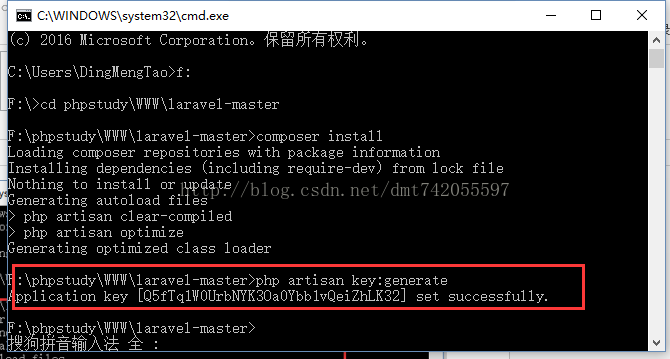 C:\WINDOWS\system32\cmd.exe
(c) 2016 Microsoft Corporation。保留所有权利。
C:\Users\DingMengTao>f:
F:\>cd phpstudy\WWW\laravel-master
F:\phpstudy\WWW\laravel-master>composer install
Loading composer repositories with package information
Installing dependencies (including require-dev) from lock file
Nothing to install or update
http://blog.csdn.net/dmt742055597
Generating autoload files
> php artisan clear-compiled
> php artisan optimize
Generating optimized class loader
F:\phpstudy\WWW\laravel-master>php artisan key:generate
Application key [Q5fTq1W0UrbNYK3Oa0Ybb1vQeiZhLK32] set successfully.
F:\phpstudy\WWW\laravel-master>
搜狗拼音输入法 全 :